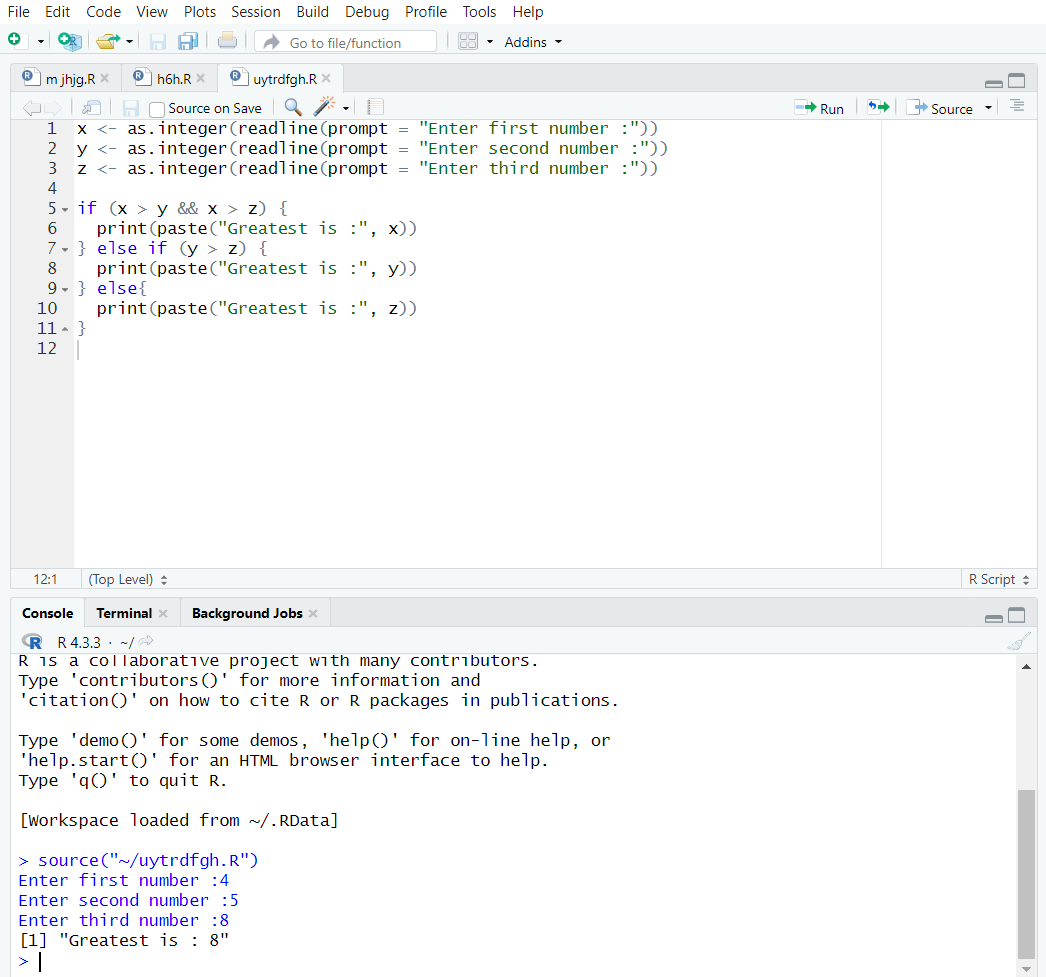 File Edit Code View Plots Session Build Debug Profile Tools Help
Go to file/function Addins
m jhjg.R h6h.R uytrdfgh.R
Source on Save Run Source
1 x <- as.integer(readline(prompt = "Enter first number :"))
2 y <- as.integer(readline(prompt = "Enter second number :"))
3 z <- as.integer(readline(prompt = "Enter third number :"))
4
5 if (x > y && x > z) {
6   print(paste("Greatest is :", x))
7 } else if (y > z) {
8   print(paste("Greatest is :", y))
9 } else{
10   print(paste("Greatest is :", z))
11 }
12
12:1 (Top Level) R Script
Console Terminal Background Jobs
R R 4.3.3 · ~/
R is a collaborative project with many contributors.
Type 'contributors()' for more information and
'citation()' on how to cite R or R packages in publications.
Type 'demo()' for some demos, 'help()' for on-line help, or
'help.start()' for an HTML browser interface to help.
Type 'q()' to quit R.
[Workspace loaded from ~/.RData]
> source("~/uytrdfgh.R")
Enter first number :4
Enter second number :5
Enter third number :8
[1] "Greatest is : 8"
>